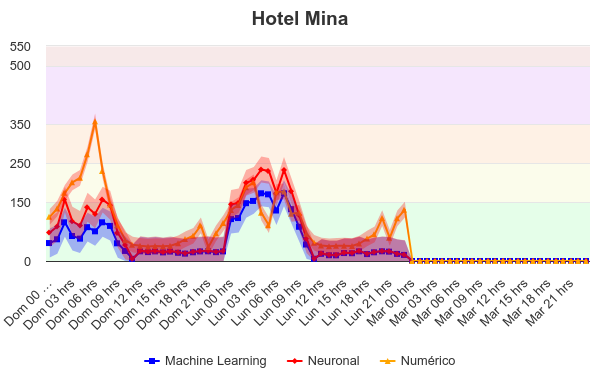 Hotel Mina
550
500
350
250
150
0
Dom 00 ...
Dom 03 hrs
Dom 06 hrs
Dom 09 hrs
Dom 12 hrs
Dom 15 hrs
Dom 18 hrs
Dom 21 hrs
Lun 00 hrs
Lun 03 hrs
Lun 06 hrs
Lun 09 hrs
Lun 12 hrs
Lun 15 hrs
Lun 18 hrs
Lun 21 hrs
Mar 00 hrs
Mar 03 hrs
Mar 06 hrs
Mar 09 hrs
Mar 12 hrs
Mar 15 hrs
Mar 18 hrs
Mar 21 hrs
Machine Learning Neuronal Numérico